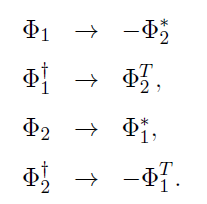 Φ₁ → −Φ₂*
Φ₁† → Φ₂ᵀ,
Φ₂ → Φ₁*,
Φ₂† → −Φ₁ᵀ.